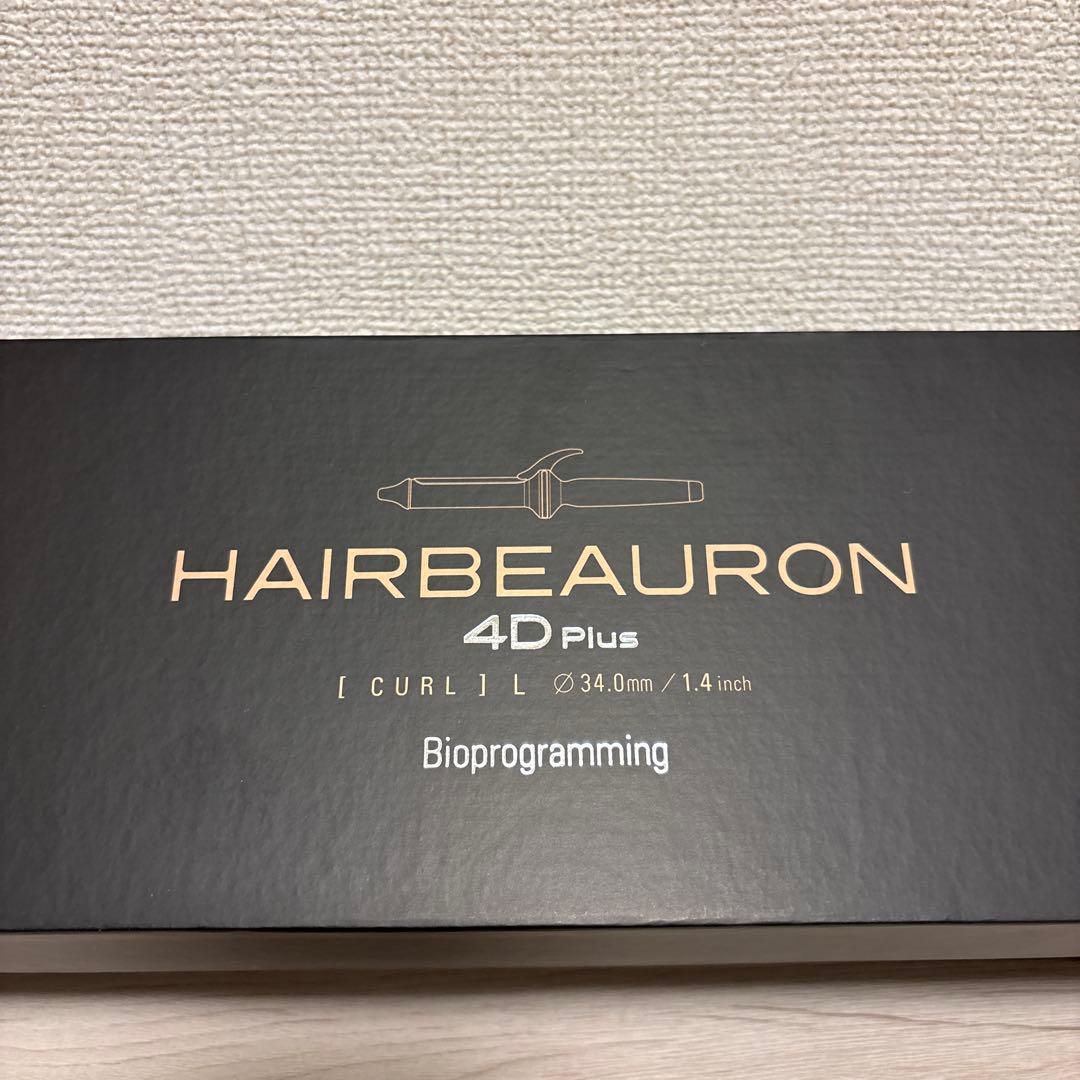 HAIRBEAURON
4D Plus
[ CURL ] L ∅34.0mm / 1.4 inch
Bioprogramming